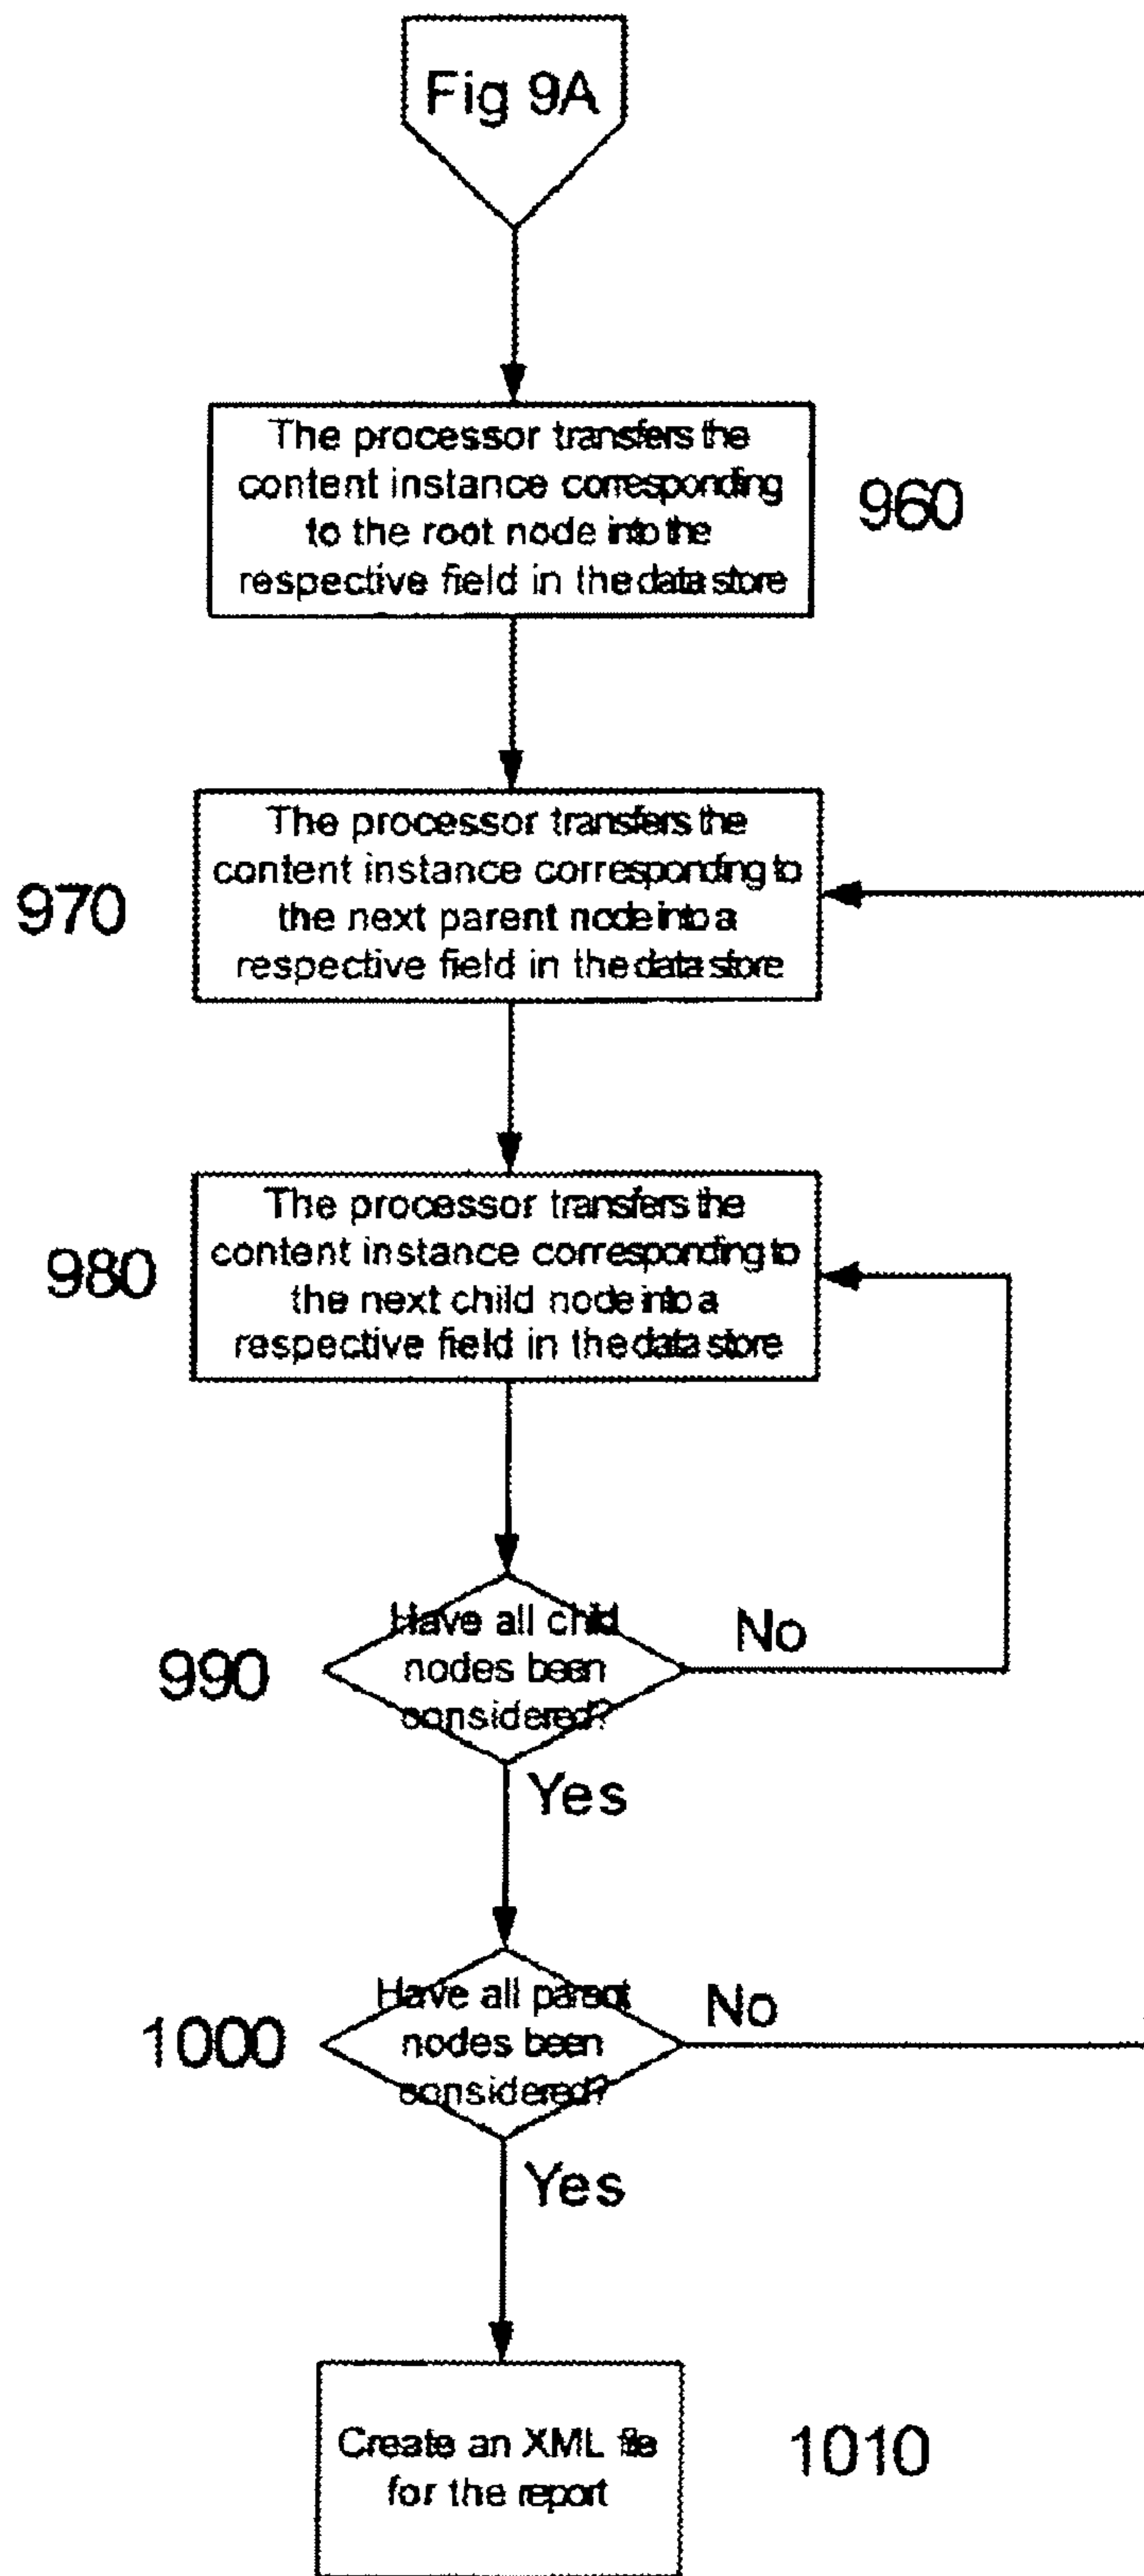 Fig 9A
The processor transfers the
content instance corresponding
to the root node into the
respective field in the data store
960
The processor transfers the
content instance corresponding to
the next parent node into a
respective field in the data store
970
The processor transfers the
content instance corresponding to
the next child node into a
respective field in the data store
980
Have all child
nodes been
considered?
990
No
Yes
Have all parent
nodes been
considered?
1000
No
Yes
Create an XML file
for the report
1010